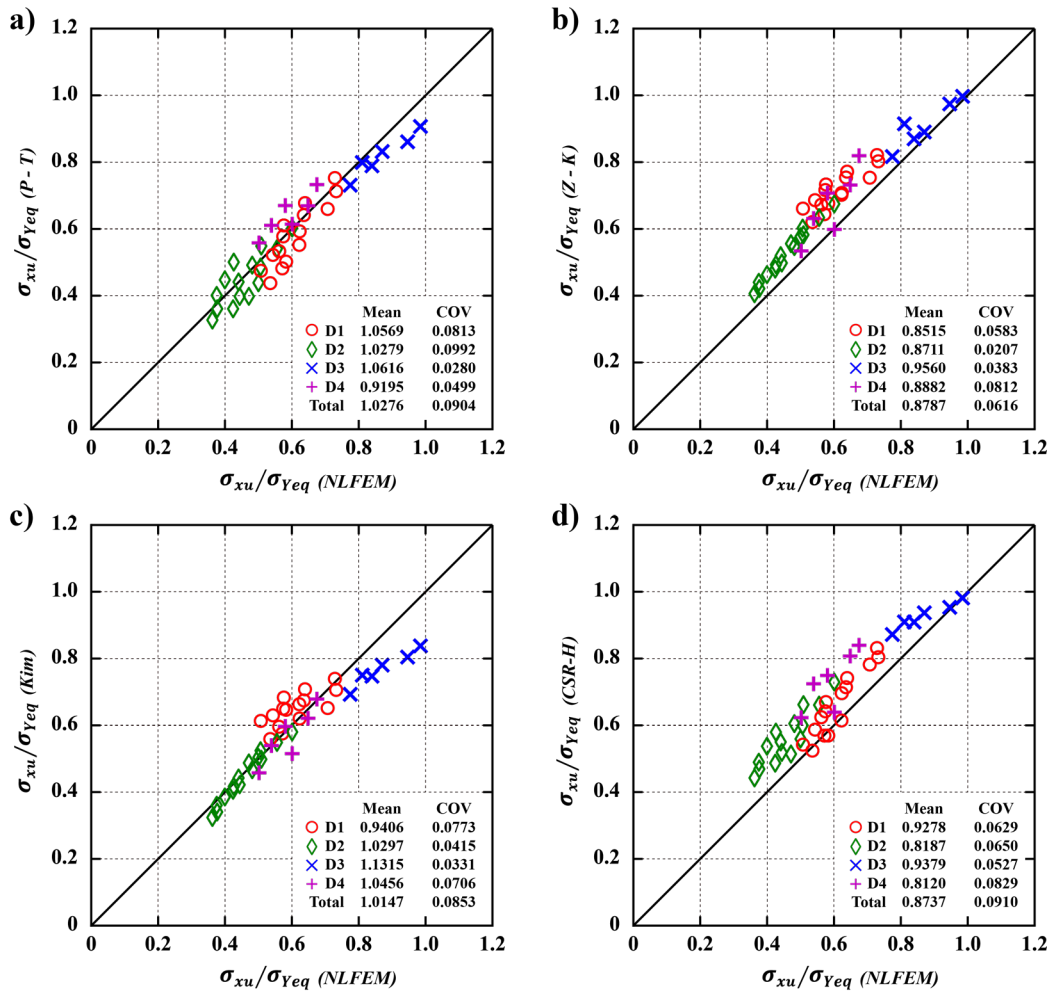 a)
1.2
1.0
0.8
0.6
0.4
0.2
0
σxu/σYeq (P - T)
Mean COV
D1 1.0569 0.0813
D2 1.0279 0.0992
D3 1.0616 0.0280
D4 0.9195 0.0499
Total 1.0276 0.0904
0 0.2 0.4 0.6 0.8 1.0 1.2
σxu/σYeq (NLFEM)
b)
1.2
1.0
0.8
0.6
0.4
0.2
0
σxu/σYeq (Z - K)
Mean COV
D1 0.8515 0.0583
D2 0.8711 0.0207
D3 0.9560 0.0383
D4 0.8882 0.0812
Total 0.8787 0.0616
0 0.2 0.4 0.6 0.8 1.0 1.2
σxu/σYeq (NLFEM)
c)
1.2
1.0
0.8
0.6
0.4
0.2
0
σxu/σYeq (Kim)
Mean COV
D1 0.9406 0.0773
D2 1.0297 0.0415
D3 1.1315 0.0331
D4 1.0456 0.0706
Total 1.0147 0.0853
0 0.2 0.4 0.6 0.8 1.0 1.2
σxu/σYeq (NLFEM)
d)
1.2
1.0
0.8
0.6
0.4
0.2
0
σxu/σYeq (CSR-H)
Mean COV
D1 0.9278 0.0629
D2 0.8187 0.0650
D3 0.9379 0.0527
D4 0.8120 0.0829
Total 0.8737 0.0910
0 0.2 0.4 0.6 0.8 1.0 1.2
σxu/σYeq (NLFEM)